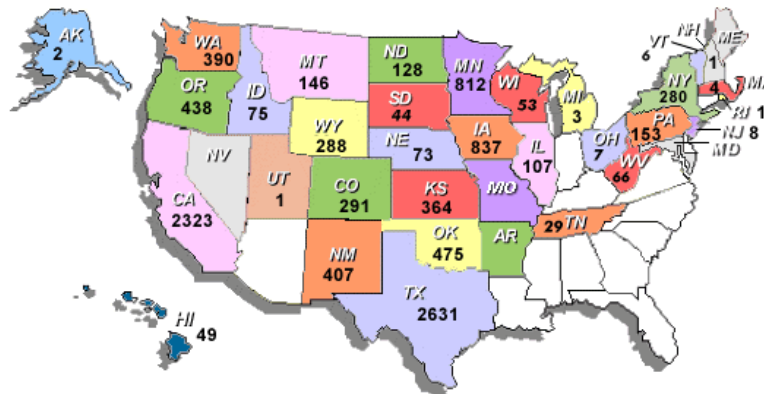 AK
2
WA
390
MT
146
ND
128
MN
812
WI
53
MI
3
VT
6
NH
1
ME
NY
280
4
MA
RI 1
PA
153
NJ 8
MD
OR
438
ID
75
WY
288
SD
44
IA
837
NE
73
IL
107
OH
7
WV
66
NV
UT
1
CO
291
KS
364
MO
CA
2323
NM
407
OK
475
AR
29 TN
TX
2631
HI
49